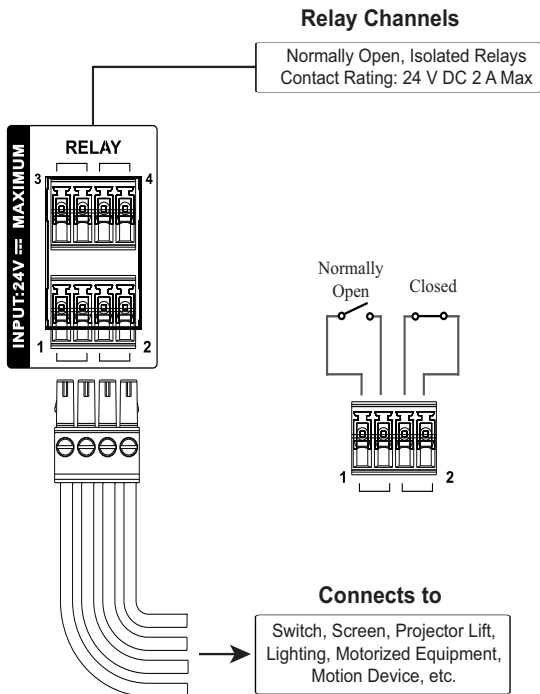 Relay Channels
Normally Open, Isolated Relays
Contact Rating: 24 V DC 2 A Max
INPUT:24V ⎓ MAXIMUM
RELAY
3 4
1 2
Normally
Open
Closed
1 2
Connects to
Switch, Screen, Projector Lift,
Lighting, Motorized Equipment,
Motion Device, etc.